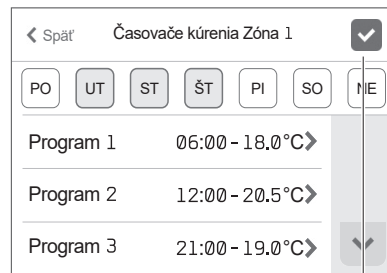 Späť Časovače kúrenia Zóna 1
PO UT ST ŠT PI SO NE
Program 1 06:00 - 18.0°C
Program 2 12:00 - 20.5°C
Program 3 21:00 - 19.0°C